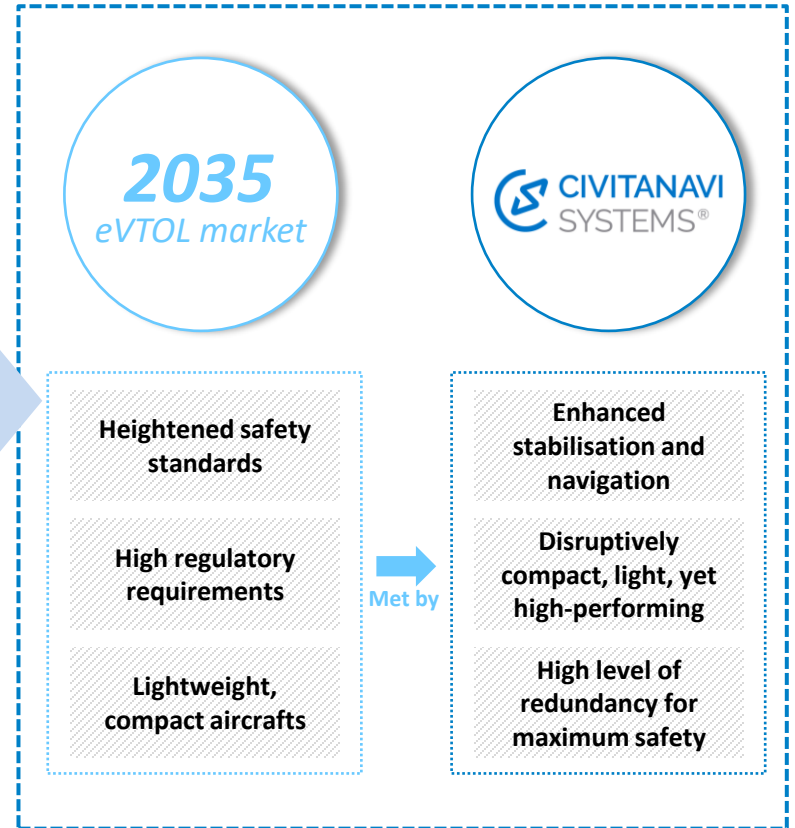 2035
eVTOL market
CIVITANAVI
SYSTEMS®
Heightened safety
standards
High regulatory
requirements
Lightweight,
compact aircrafts
Met by
Enhanced
stabilisation and
navigation
Disruptively
compact, light, yet
high-performing
High level of
redundancy for
maximum safety